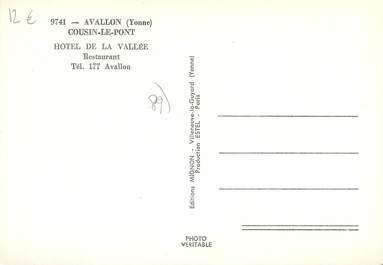 12 €
9741 — AVALLON (Yonne)
COUSIN-LE-PONT
HOTEL DE LA VALLÉE
Restaurant
Tél. 177 Avallon
89)
Editions MIGNON - Villeneuve-la-Guyard (Yonne)
Production ESTEL - Paris
PHOTO
VÉRITABLE